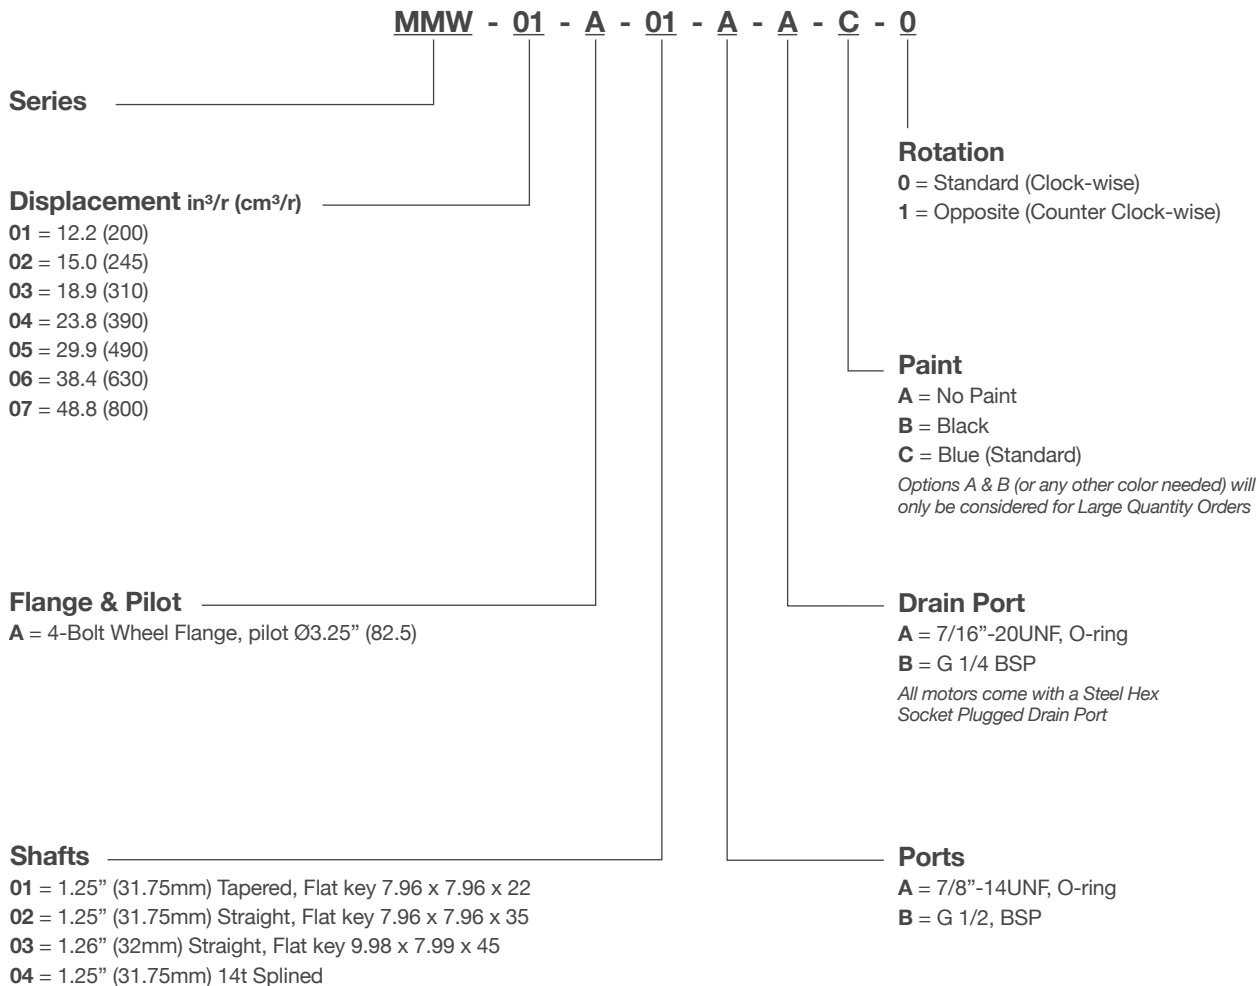 MMW - 01 - A - 01 - A - A - C - 0
Series
Displacement in³/r (cm³/r)
01 = 12.2 (200)
02 = 15.0 (245)
03 = 18.9 (310)
04 = 23.8 (390)
05 = 29.9 (490)
06 = 38.4 (630)
07 = 48.8 (800)
Flange & Pilot
A = 4-Bolt Wheel Flange, pilot Ø3.25” (82.5)
Shafts
01 = 1.25” (31.75mm) Tapered, Flat key 7.96 x 7.96 x 22
02 = 1.25” (31.75mm) Straight, Flat key 7.96 x 7.96 x 35
03 = 1.26” (32mm) Straight, Flat key 9.98 x 7.99 x 45
04 = 1.25” (31.75mm) 14t Splined
Rotation
0 = Standard (Clock-wise)
1 = Opposite (Counter Clock-wise)
Paint
A = No Paint
B = Black
C = Blue (Standard)
Options A & B (or any other color needed) will
only be considered for Large Quantity Orders
Drain Port
A = 7/16”-20UNF, O-ring
B = G 1/4 BSP
All motors come with a Steel Hex
Socket Plugged Drain Port
Ports
A = 7/8”-14UNF, O-ring
B = G 1/2, BSP